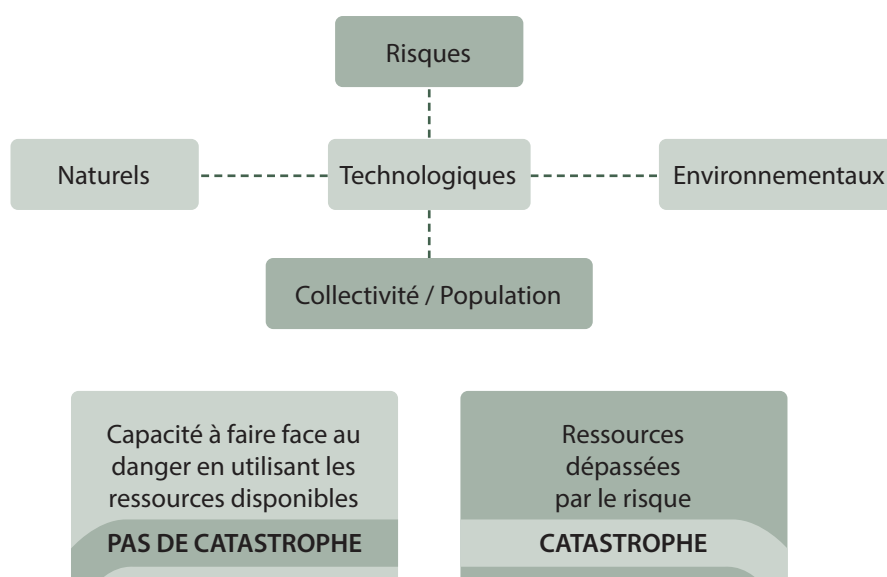 Risques
Naturels
Technologiques
Environnementaux
Collectivité / Population
Capacité à faire face au
danger en utilisant les
ressources disponibles
PAS DE CATASTROPHE
Ressources
dépassées
par le risque
CATASTROPHE